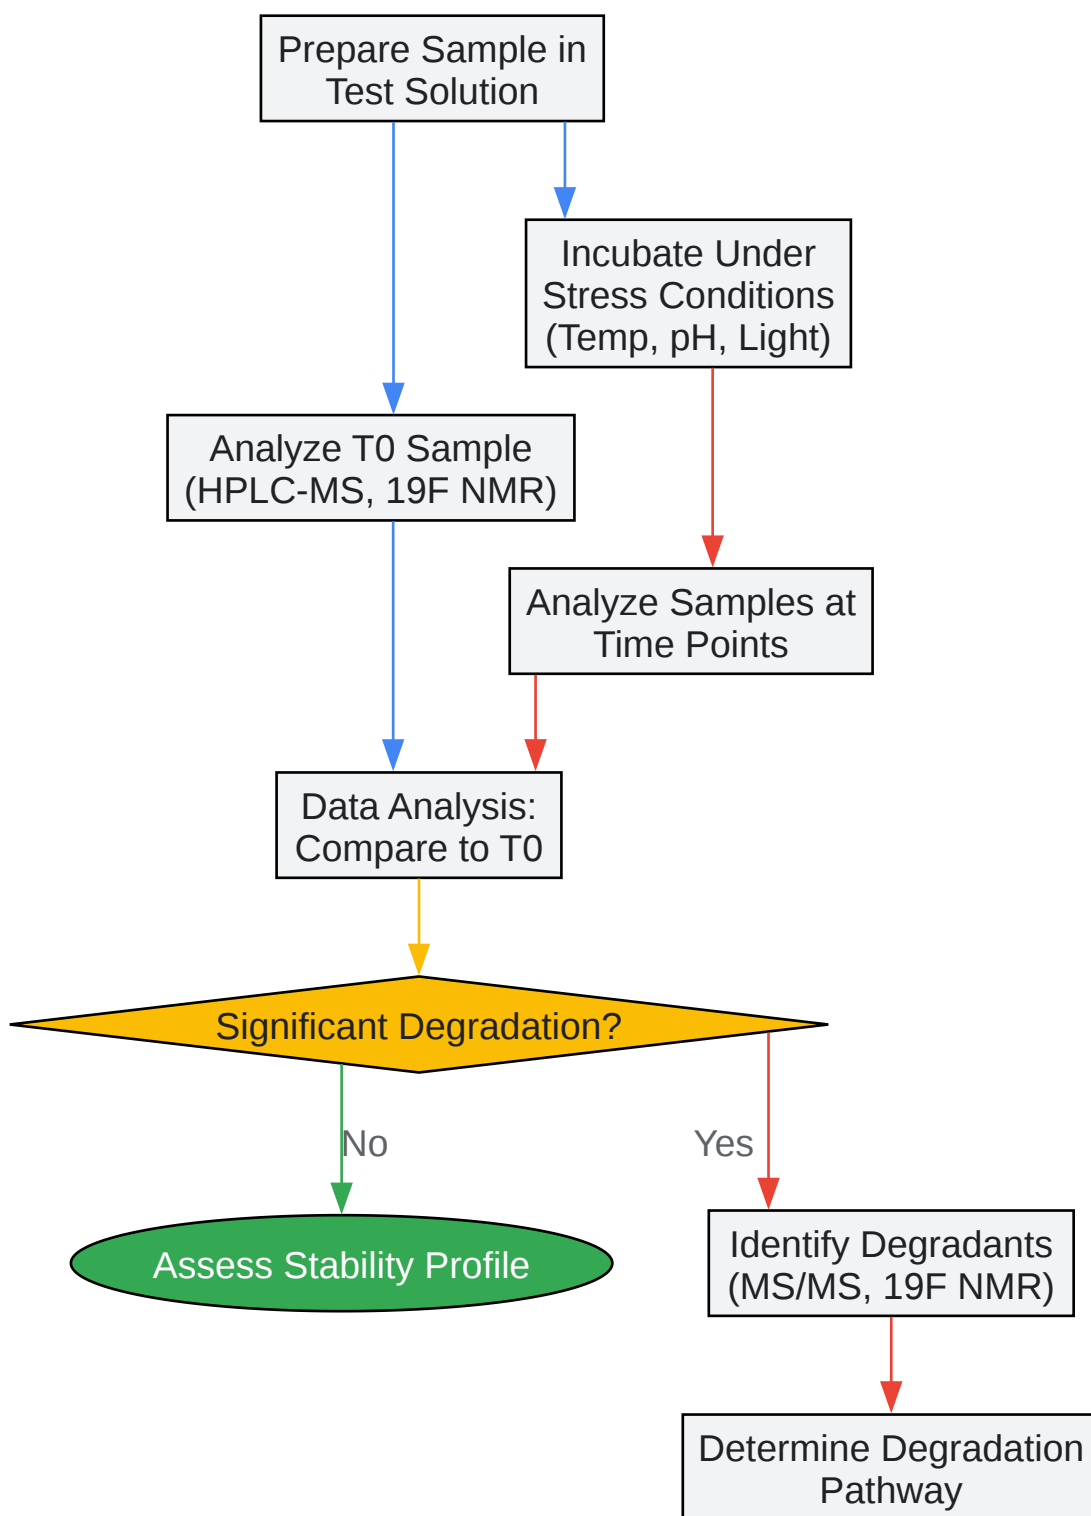 Prepare Sample in
Test Solution
Incubate Under
Stress Conditions
(Temp, pH, Light)
Analyze T0 Sample
(HPLC-MS, 19F NMR)
Analyze Samples at
Time Points
Data Analysis:
Compare to T0
Significant Degradation?
No
Yes
Assess Stability Profile
Identify Degradants
(MS/MS, 19F NMR)
Determine Degradation
Pathway